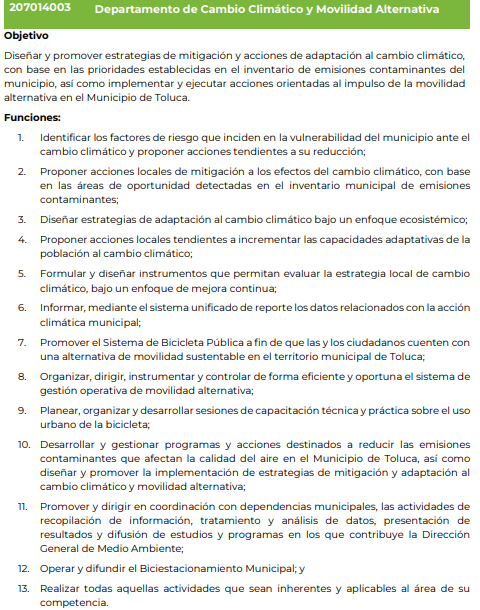 207014003 Departamento de Cambio Climático y Movilidad Alternativa
Objetivo
Diseñar y promover estrategias de mitigación y acciones de adaptación al cambio climático,
con base en las prioridades establecidas en el inventario de emisiones contaminantes del
municipio, así como implementar y ejecutar acciones orientadas al impulso de la movilidad
alternativa en el Municipio de Toluca.
Funciones:
1. Identificar los factores de riesgo que inciden en la vulnerabilidad del municipio ante el
cambio climático y proponer acciones tendientes a su reducción;
2. Proponer acciones locales de mitigación a los efectos del cambio climático, con base
en las áreas de oportunidad detectadas en el inventario municipal de emisiones
contaminantes;
3. Diseñar estrategias de adaptación al cambio climático bajo un enfoque ecosistémico;
4. Proponer acciones locales tendientes a incrementar las capacidades adaptativas de la
población al cambio climático;
5. Formular y diseñar instrumentos que permitan evaluar la estrategia local de cambio
climático, bajo un enfoque de mejora continua;
6. Informar, mediante el sistema unificado de reporte los datos relacionados con la acción
climática municipal;
7. Promover el Sistema de Bicicleta Pública a fin de que las y los ciudadanos cuenten con
una alternativa de movilidad sustentable en el territorio municipal de Toluca;
8. Organizar, dirigir, instrumentar y controlar de forma eficiente y oportuna el sistema de
gestión operativa de movilidad alternativa;
9. Planear, organizar y desarrollar sesiones de capacitación técnica y práctica sobre el uso
urbano de la bicicleta;
10. Desarrollar y gestionar programas y acciones destinados a reducir las emisiones
contaminantes que afectan la calidad del aire en el Municipio de Toluca, así como
diseñar y promover la implementación de estrategias de mitigación y adaptación al
cambio climático y movilidad alternativa;
11. Promover y dirigir en coordinación con dependencias municipales, las actividades de
recopilación de información, tratamiento y análisis de datos, presentación de
resultados y difusión de estudios y programas en los que contribuye la Dirección
General de Medio Ambiente;
12. Operar y difundir el Biciestacionamiento Municipal; y
13. Realizar todas aquellas actividades que sean inherentes y aplicables al área de su
competencia.